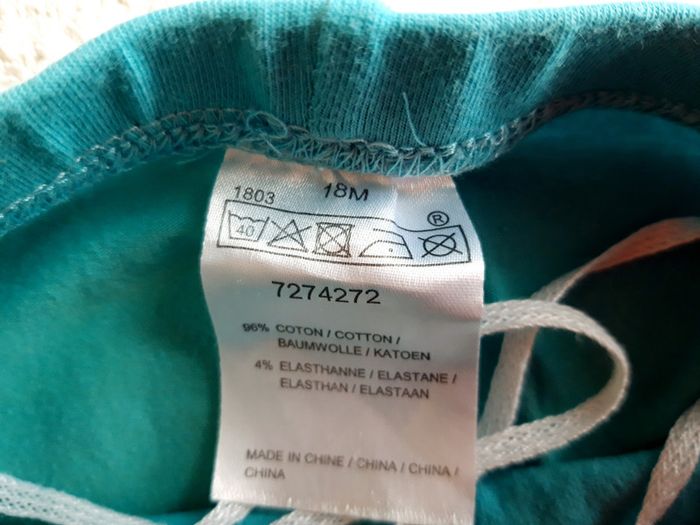 1803 18M
®
40
7274272
96% COTON / COTTON /
BAUMWOLLE / KATOEN
4% ELASTHANNE / ELASTANE /
ELASTHAN / ELASTAAN
MADE IN CHINE / CHINA / CHINA /
CHINA